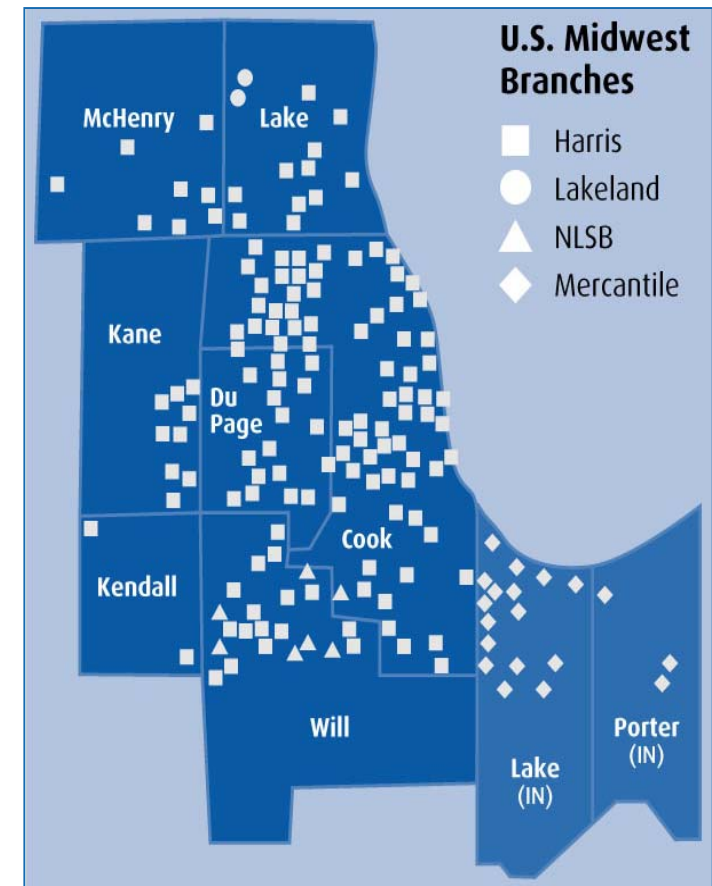 U.S. Midwest
Branches
Harris
Lakeland
NLSB
Mercantile
McHenry
Lake
Kane
Du
Page
Cook
Kendall
Will
Lake
(IN)
Porter
(IN)